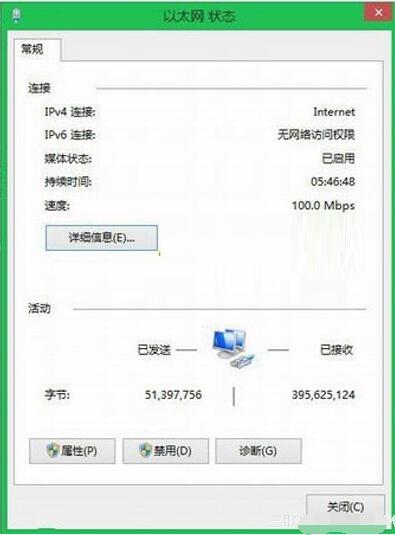 以太网 状态
常规
连接
IPv4 连接: Internet
IPv6 连接: 无网络访问权限
媒体状态: 已启用
持续时间: 05:46:48
速度: 100.0 Mbps
详细信息(E)...
活动
已发送 — 已接收
字节: 51,397,756 | 395,625,124
属性(P) 禁用(D) 诊断(G)
关闭(C)